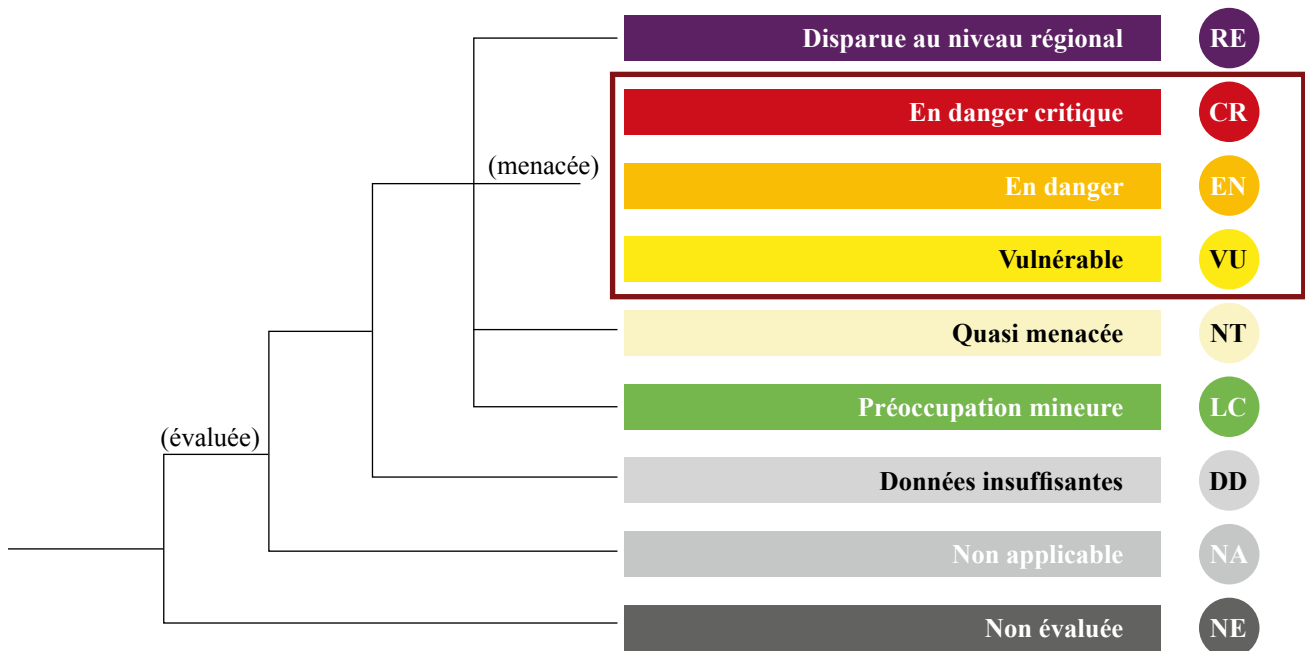 Disparue au niveau régional RE
En danger critique CR
(menacée)
En danger EN
Vulnérable VU
Quasi menacée NT
Préoccupation mineure LC
(évaluée)
Données insuffisantes DD
Non applicable NA
Non évaluée NE